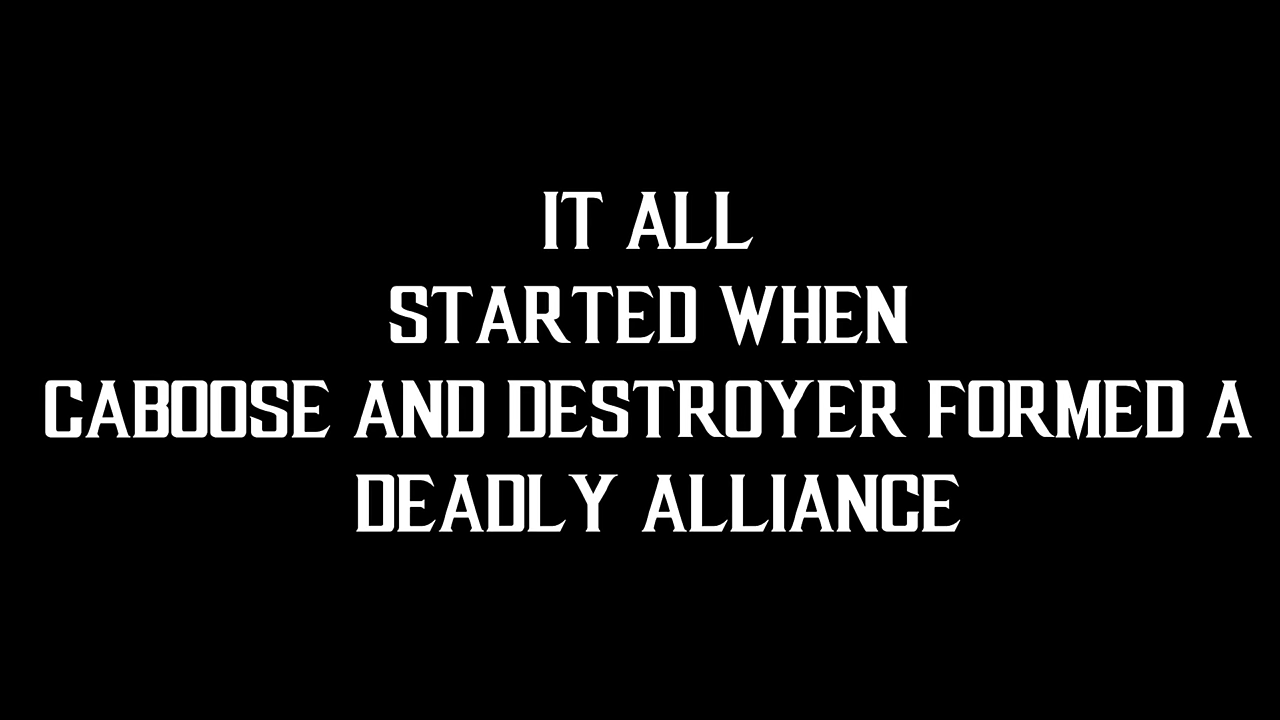 IT ALL
STARTED WHEN
CABOOSE AND DESTROYER FORMED A
DEADLY ALLIANCE